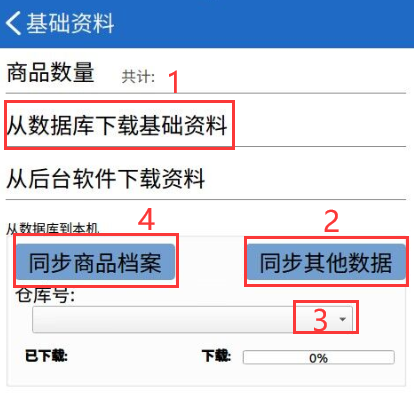 基础资料
商品数量 共计: 1
从数据库下载基础资料
从后台软件下载资料
从数据库到本机
4 2
同步商品档案 同步其他数据
仓库号:
3
已下载: 下载: 0%